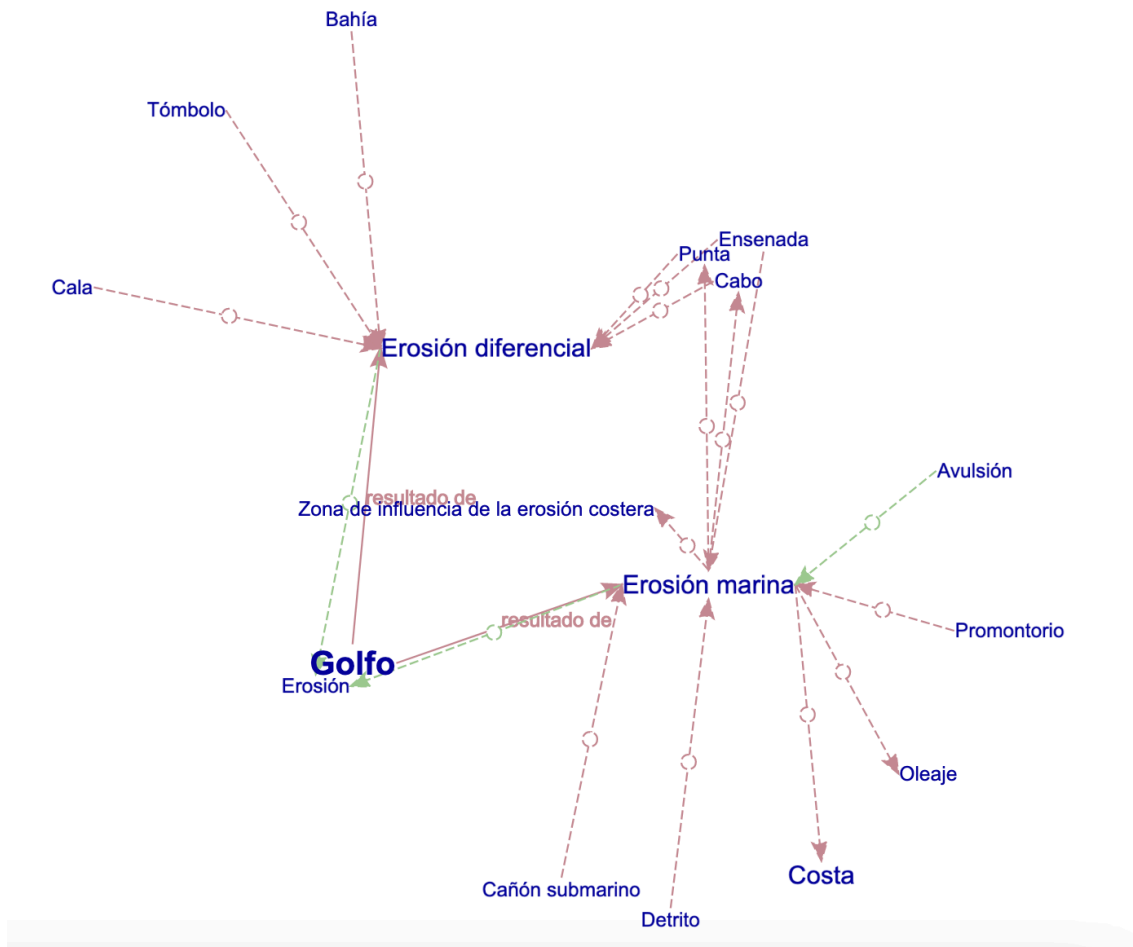 Bahía
Tómbolo
Ensenada
Punta
Cabo
Cala
Erosión diferencial
Avulsión
resultado de
Zona de influencia de la erosión costera
Erosión marina
resultado de
Promontorio
Golfo
Erosión
Oleaje
Costa
Cañón submarino
Detrito